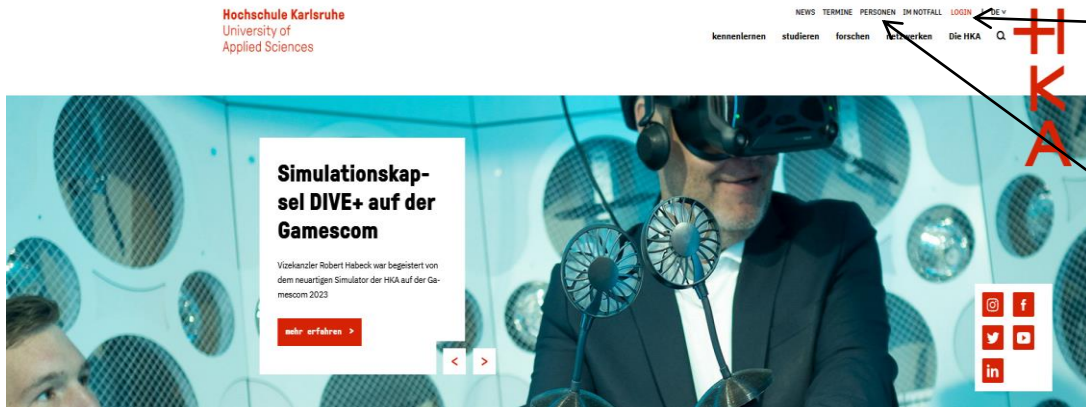 Hochschule Karlsruhe
University of
Applied Sciences
NEWS TERMINE PERSONEN IM NOTFALL LOGIN DE
kennenlernen studieren forschen netzwerken Die HKA
HKA
Simulationskap-
sel DIVE+ auf der
Gamescom
Vizekanzler Robert Habeck war begeistert von
dem neuartigen Simulator der HKA auf der Ga-
mescom 2023
mehr erfahren >
< >
f
in